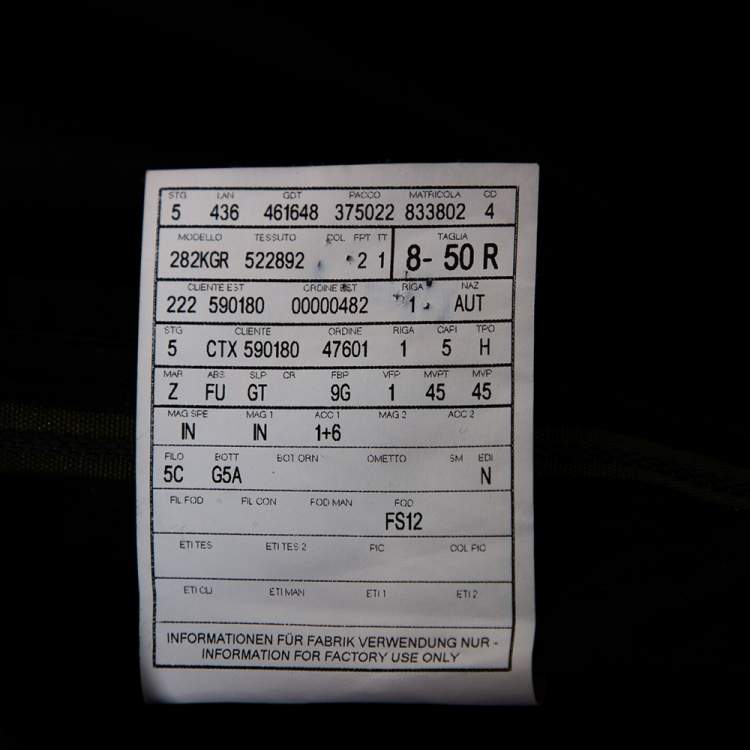 STG LAN GDT PACCO MATRICOLA CD
5 436 461648 375022 833802 4
MODELLO TESSUTO COL FPT TT TAGLIA
282KGR 522892 2 1 8- 50 R
CLIENTE EST ORDINE EST RIGA NAZ
222 590180 00000482 1 AUT
STG CLIENTE ORDINE RIGA CAPI TPO
5 CTX 590180 47601 1 5 H
MAR ABS SLP CR FBP VFP MVPT MVP
Z FU GT 9G 1 45 45
MAG SPE MAG 1 ACC 1 MAG 2 ACC 2
IN IN 1+6
FILO BOTT BOT ORN OMETTO SM EDI
5C G5A N
FIL FOD FIL CON FOD MAN FOD
FS12
ETI TES ETI TES 2 PIC COL PIC
ETI CLI ETI MAN ETI 1 ETI 2
INFORMATIONEN FÜR FABRIK VERWENDUNG NUR -
INFORMATION FOR FACTORY USE ONLY